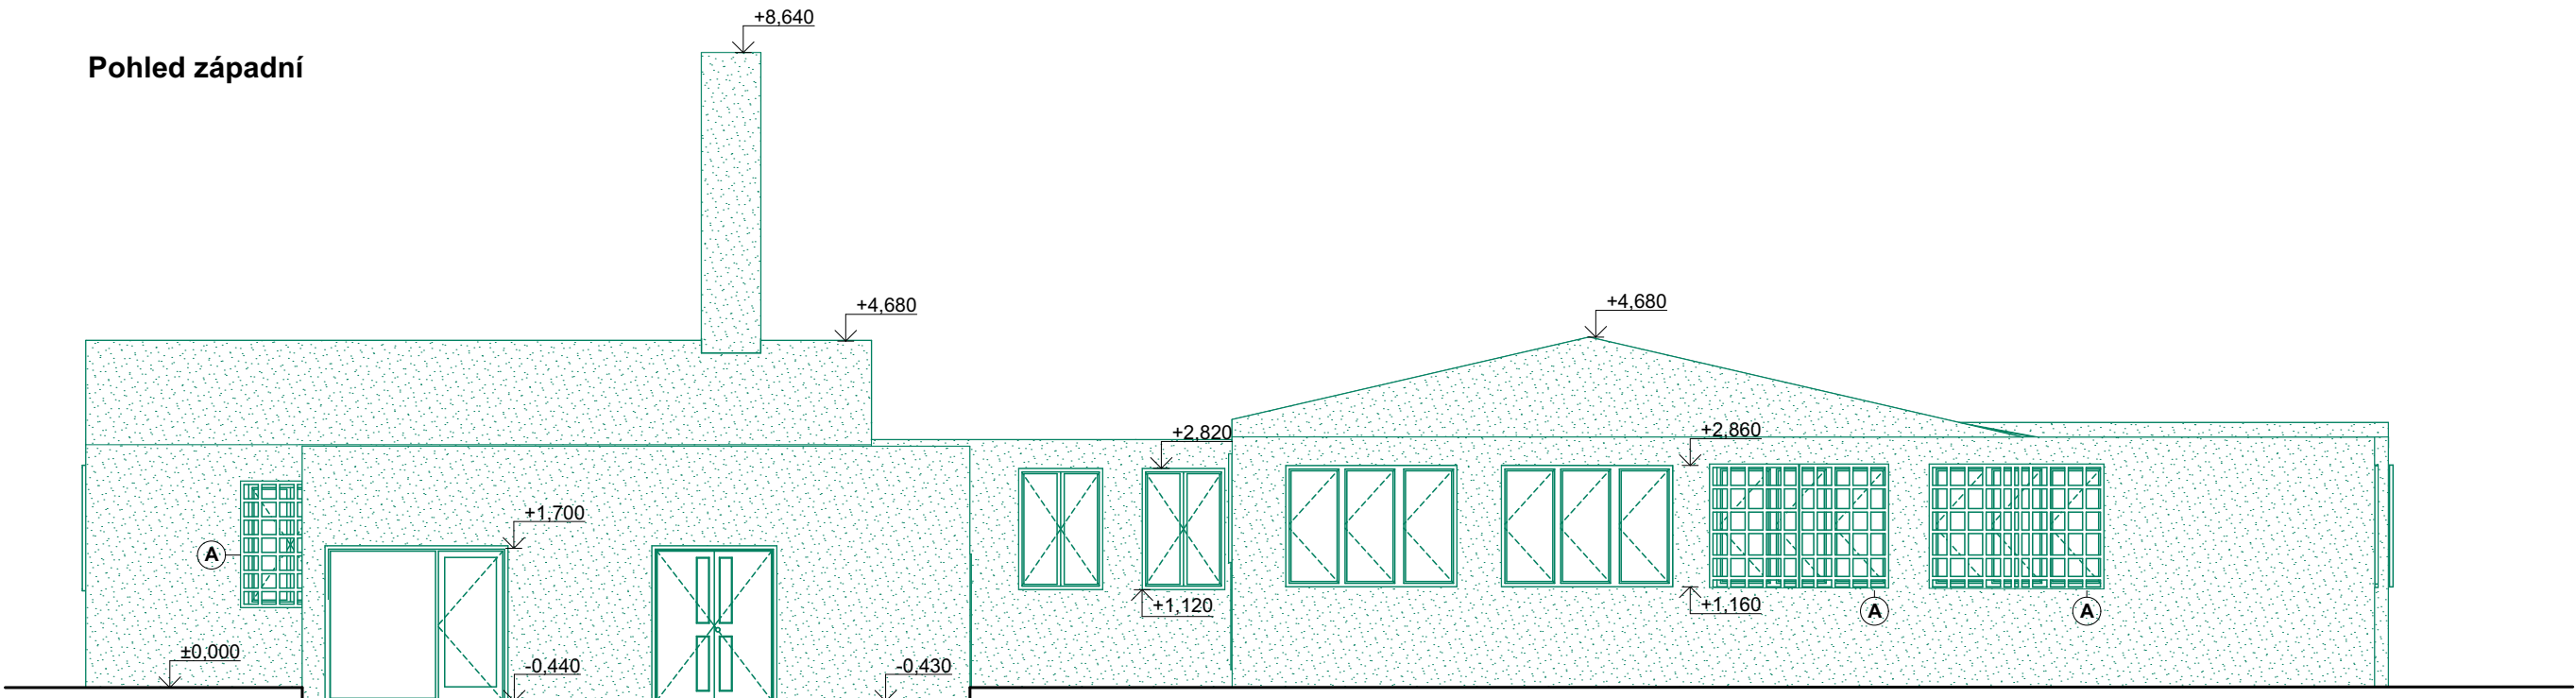 +8,640
Pohled západní
+4,680
+4,680
+2,820
+2,860
+1,700
A
+1,120
+1,160
A
A
±0,000
-0,440
-0,430